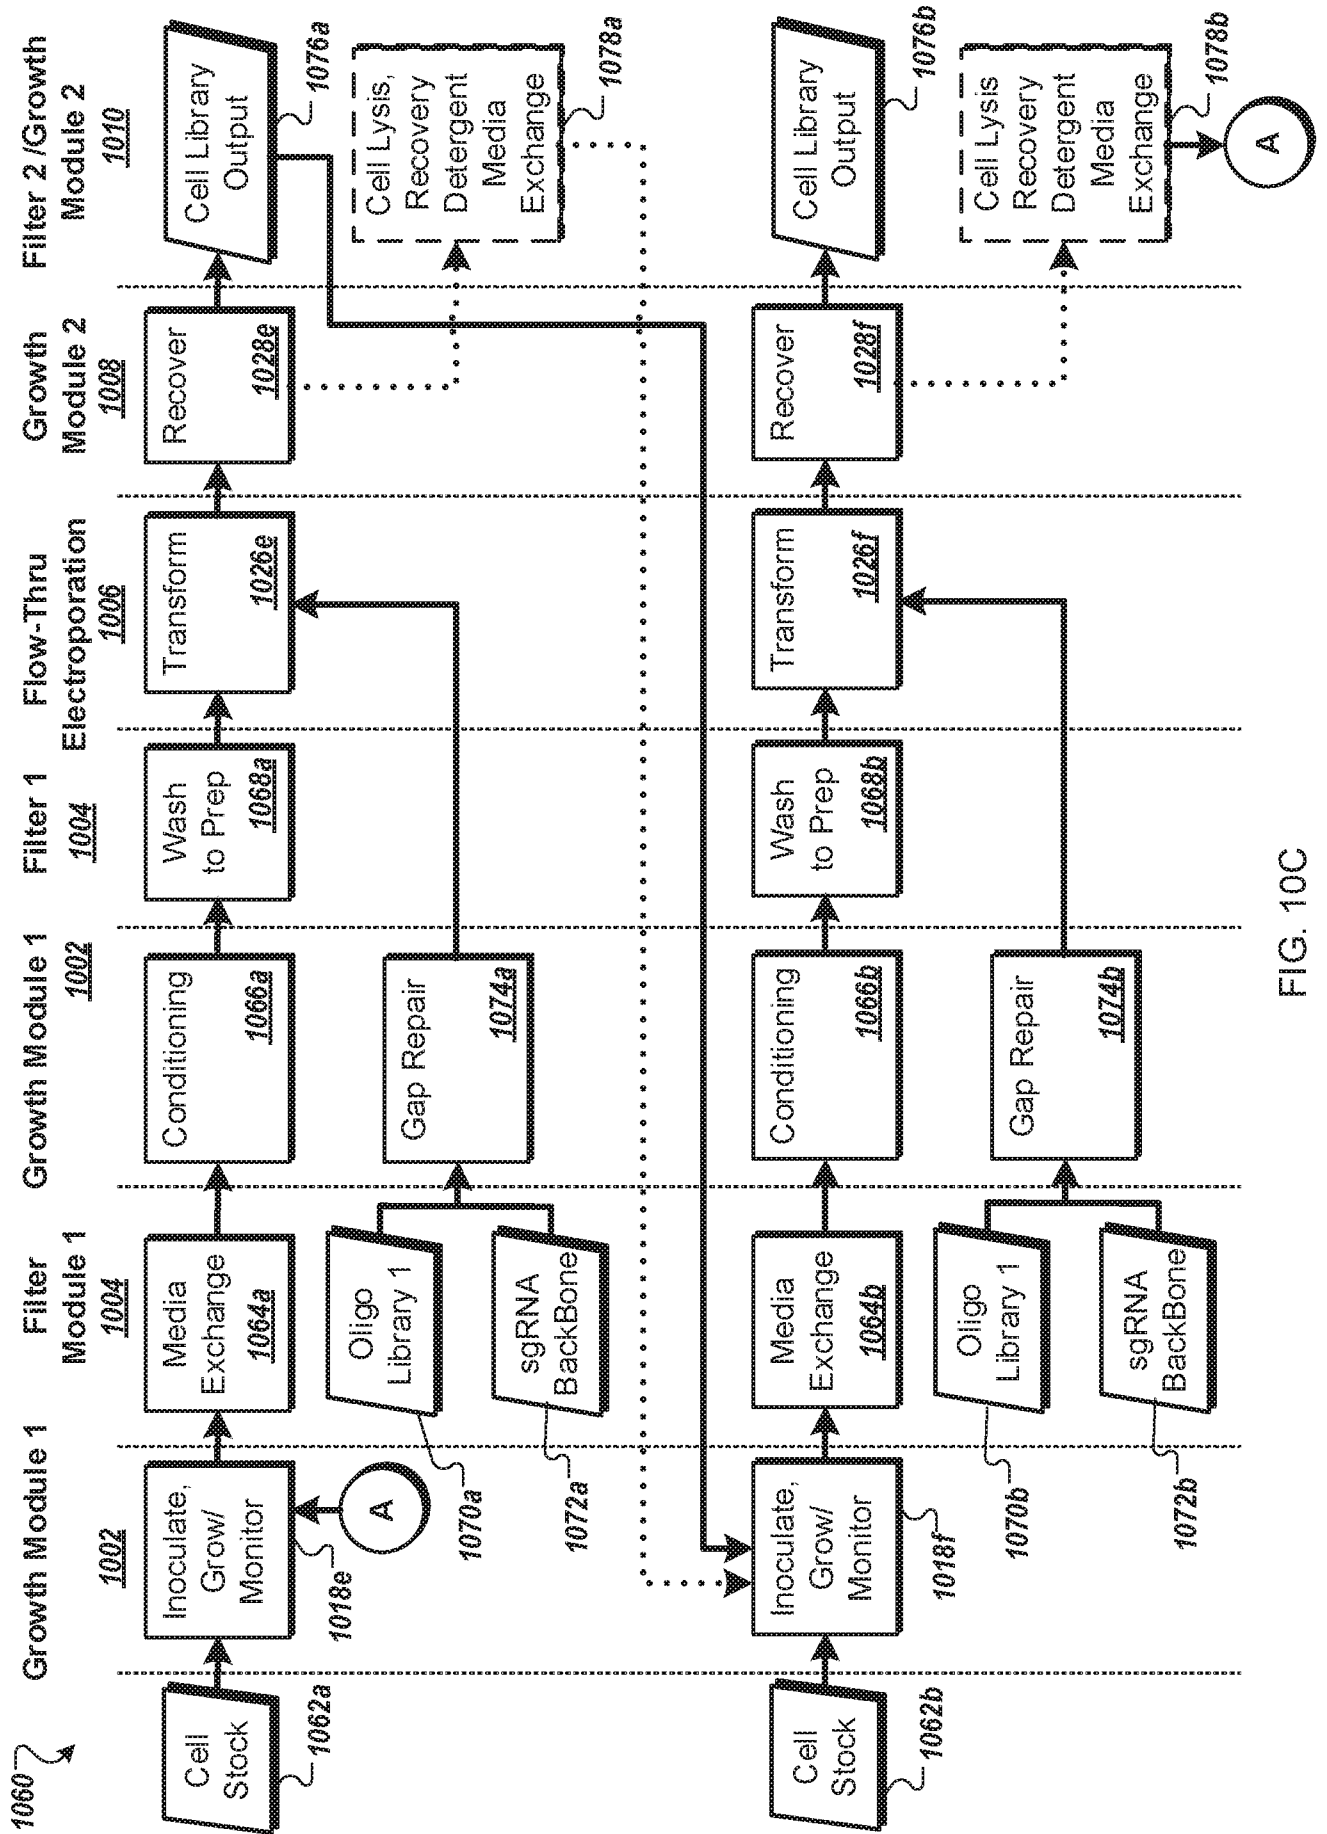 1060
Growth Module 1
1002
Filter
Module 1
1004
Growth Module 1
1002
Filter 1
1004
Flow-Thru
Electroporation
1006
Growth
Module 2
1008
Filter 2 /Growth
Module 2
1010
Cell
Stock
1062a
Inoculate,
Grow/
Monitor
1018e
A
Media
Exchange
1064a
Oligo
Library 1
1070a
sgRNA
BackBone
1072a
Conditioning
1066a
Gap Repair
1074a
Wash
to Prep
1068a
Transform
1026e
Recover
1028e
Cell Library
Output
1076a
Cell Lysis,
Recovery
Detergent
Media
Exchange
1078a
Cell
Stock
1062b
Inoculate,
Grow/
Monitor
1018f
Media
Exchange
1064b
Oligo
Library 1
1070b
sgRNA
BackBone
1072b
Conditioning
1066b
Gap Repair
1074b
Wash
to Prep
1068b
Transform
1026f
Recover
1028f
Cell Library
Output
1076b
Cell Lysis
Recovery
Detergent
Media
Exchange
1078b
A
FIG. 10C